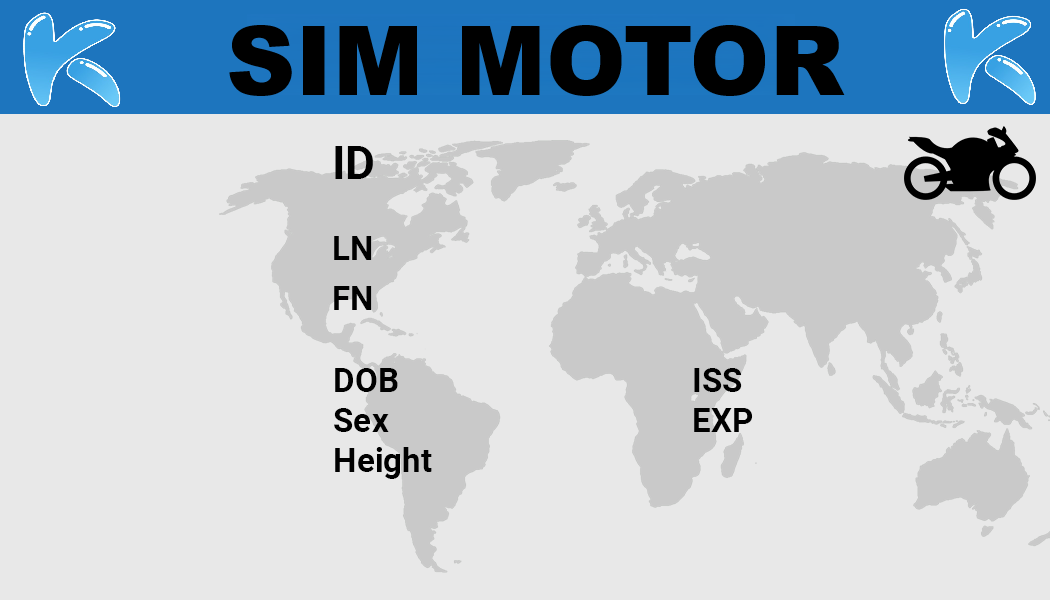 K SIM MOTOR K
ID
LN
FN
DOB
ISS
Sex
EXP
Height